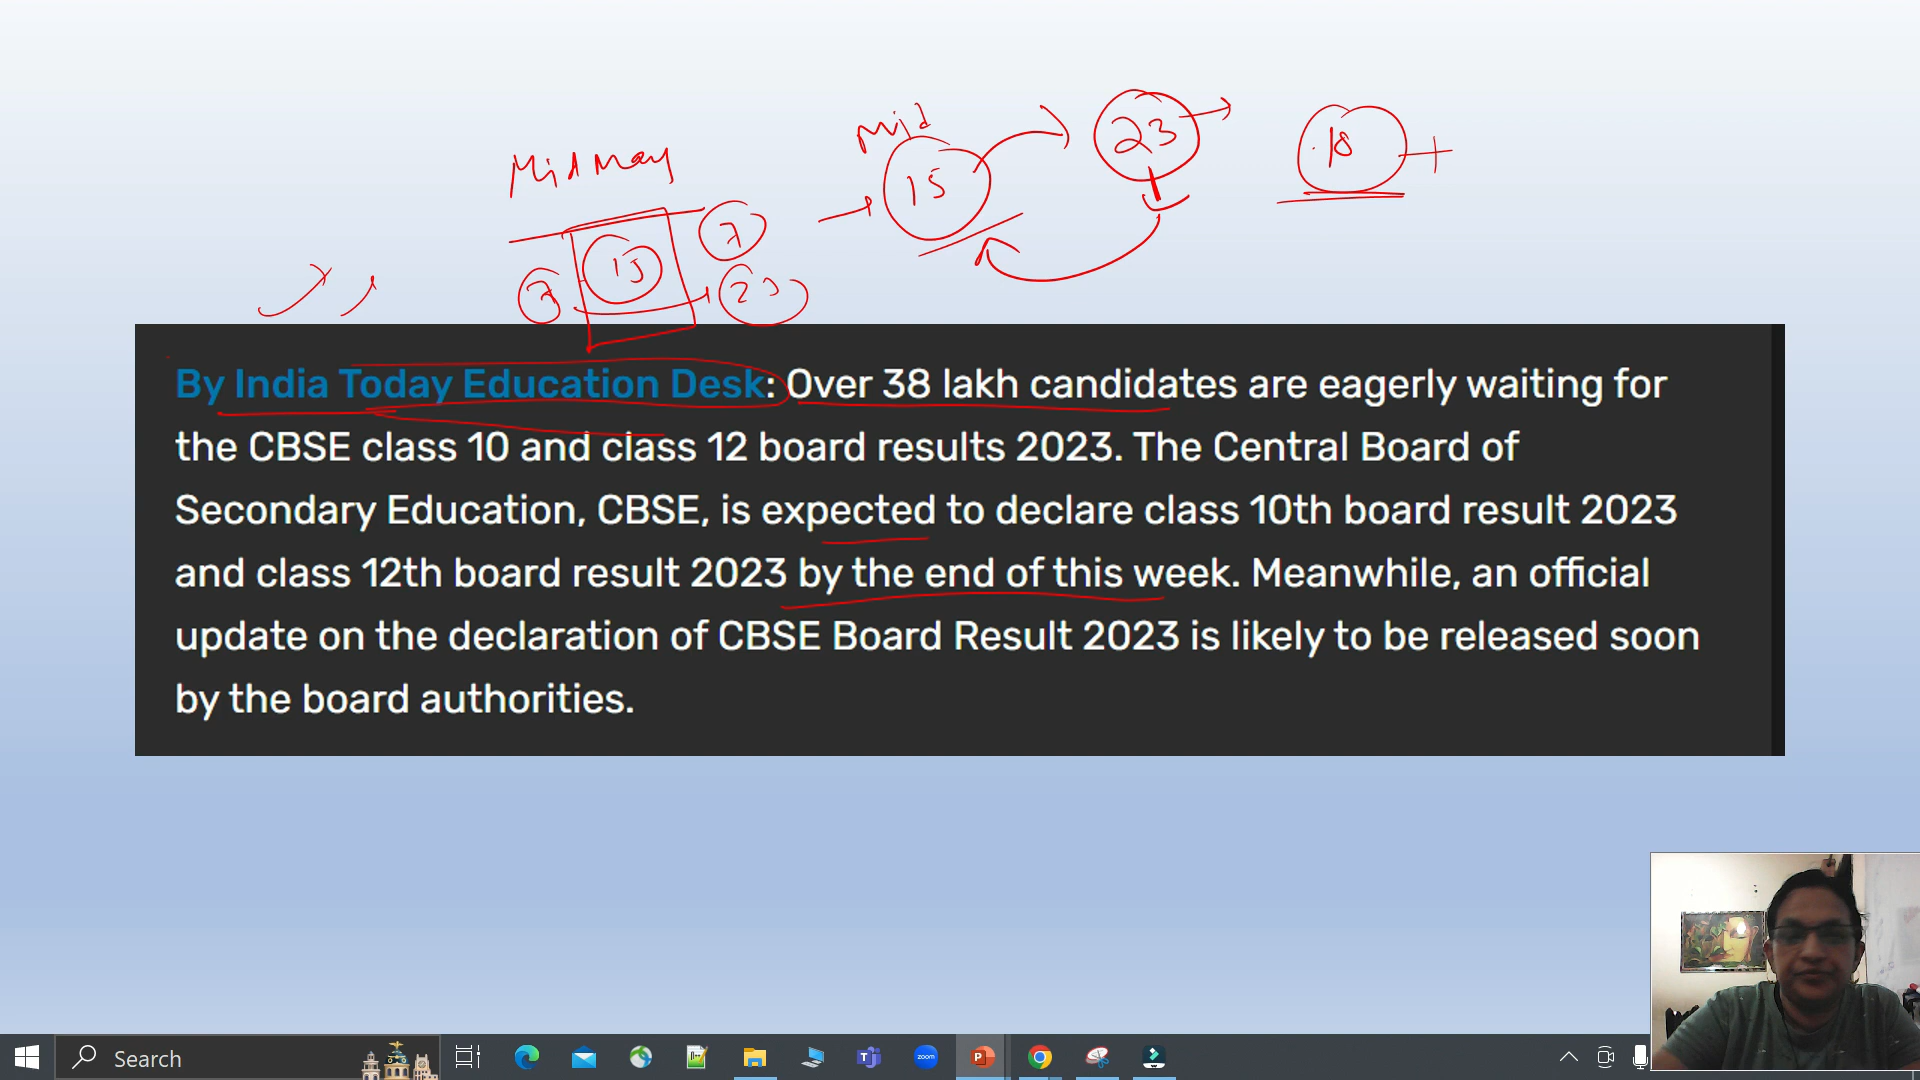 Mid
23
18 +
Mid May
15
7
15
7
23
By India Today Education Desk: Over 38 lakh candidates are eagerly waiting for
the CBSE class 10 and class 12 board results 2023. The Central Board of
Secondary Education, CBSE, is expected to declare class 10th board result 2023
and class 12th board result 2023 by the end of this week. Meanwhile, an official
update on the declaration of CBSE Board Result 2023 is likely to be released soon
by the board authorities.
Search
zoom